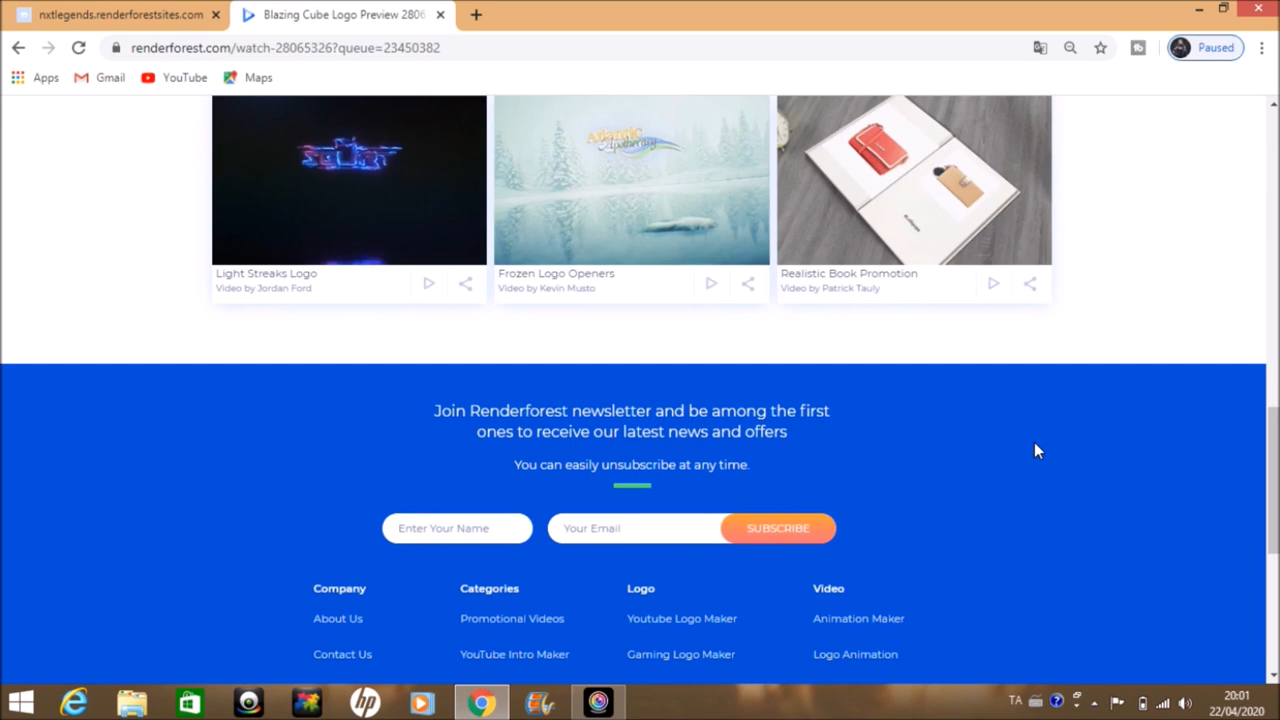 nxtlegends.renderforestsites.com
Blazing Cube Logo Preview 2806
renderforest.com/watch-28065326?queue=23450382
Paused
Apps
Gmail
YouTube
Maps
SQURT
Atlantic
Apothecary
Light Streaks Logo
Video by Jordan Ford
Frozen Logo Openers
Video by Kevin Musto
Realistic Book Promotion
Video by Patrick Tauly
Join Renderforest newsletter and be among the first
ones to receive our latest news and offers
You can easily unsubscribe at any time.
Enter Your Name
Your Email
SUBSCRIBE
Company
Categories
Logo
Video
About Us
Promotional Videos
Youtube Logo Maker
Animation Maker
Contact Us
YouTube Intro Maker
Gaming Logo Maker
Logo Animation
hp
TA
20:01
22/04/2020